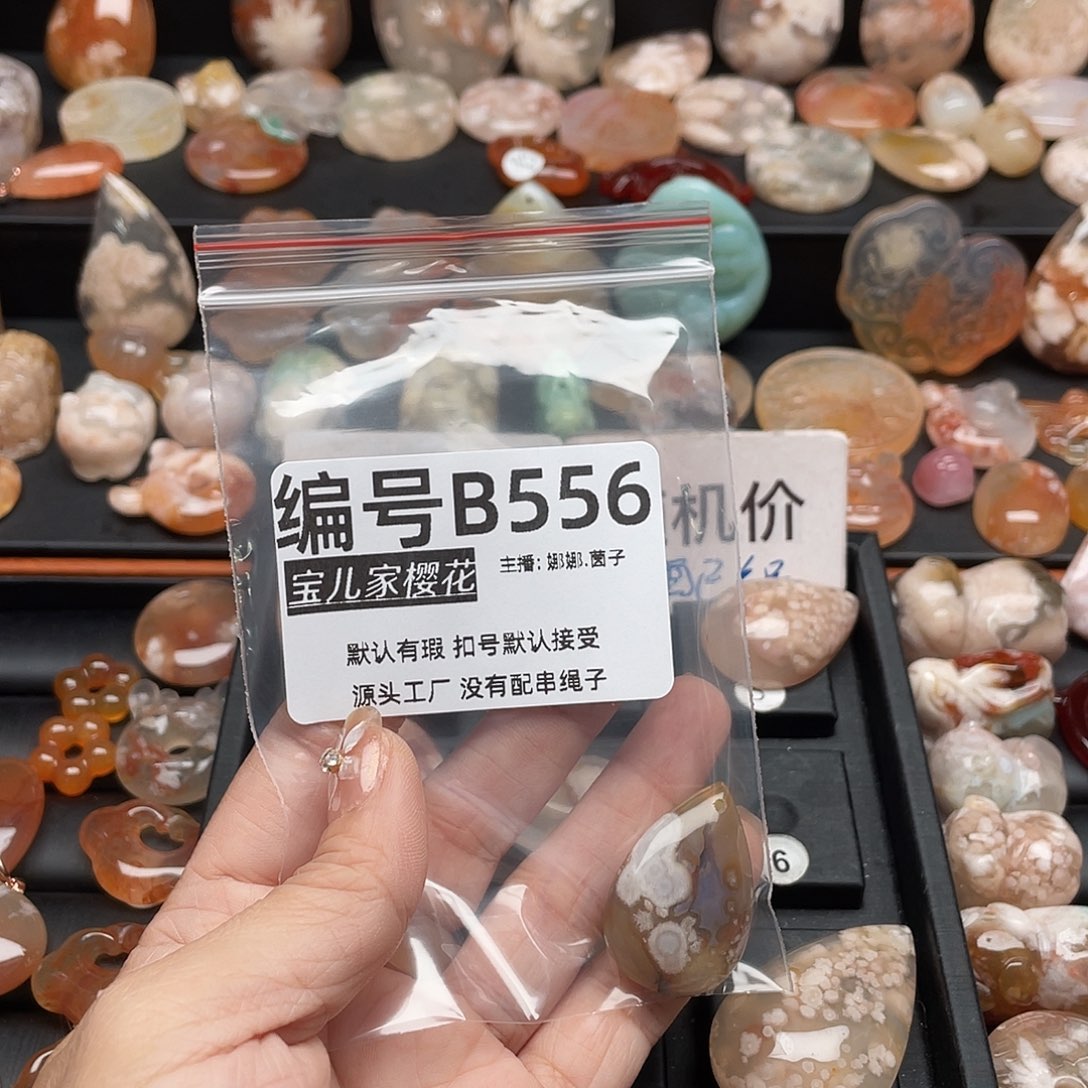 编号B556
宝儿家樱花
主播：娜娜.菌子
默认有瑕 扣号默认接受
源头工厂 没有配串绳子
机价
6